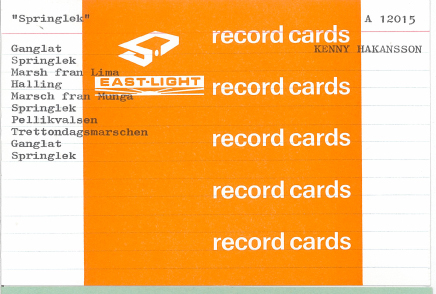 "Springlek" A 12015
record cards
KENNY HAKANSSON
Ganglat
Springlek
Marsh fran Lima
EAST-LIGHT
record cards
Halling
Marsch fran Munga
Springlek
Pellikvalsen
Trettondagsmarschen
record cards
Ganglat
Springlek
record cards
record cards